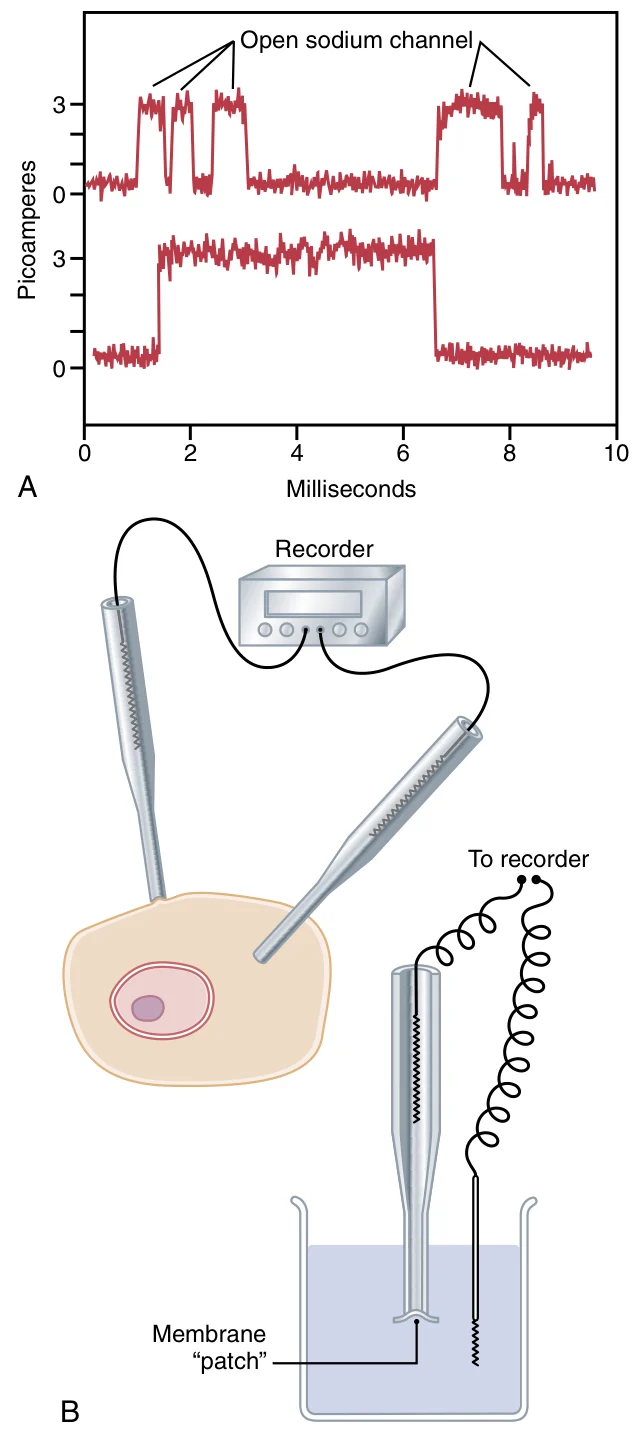 Open sodium channel
3
0
Picoamperes
3
0
0 2 4 6 8 10
A
Milliseconds
Recorder
To recorder
Membrane
“patch”
B